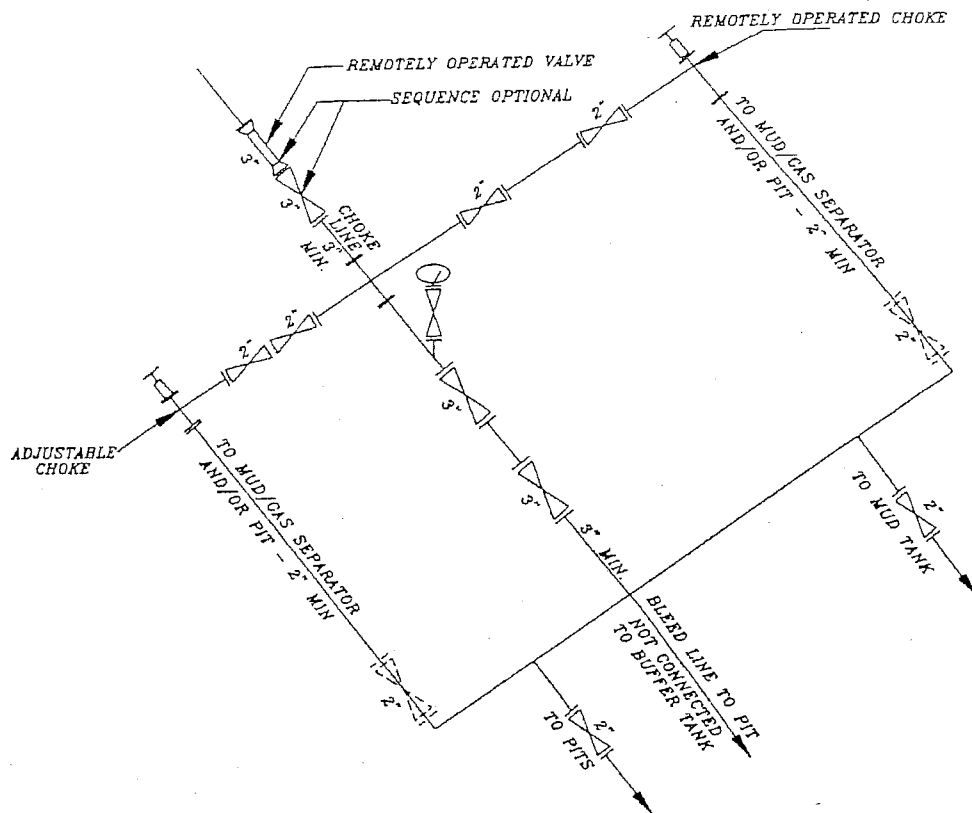 REMOTELY OPERATED CHOKE
REMOTELY OPERATED VALVE
SEQUENCE OPTIONAL
3"
3"
CHOKE
LINE
3"
MIN.
2"
2"
TO MUD/GAS SEPARATOR
AND/OR PIT - 2" MIN
2"
2"
2"
ADJUSTABLE
CHOKE
3"
3"
3" MIN.
TO MUD/GAS SEPARATOR
AND/OR PIT - 2" MIN
2"
2"
TO MUD TANK
BLEED LINE TO PIT
NOT CONNECTED
TO BUFFER TANK
2"
TO PITS